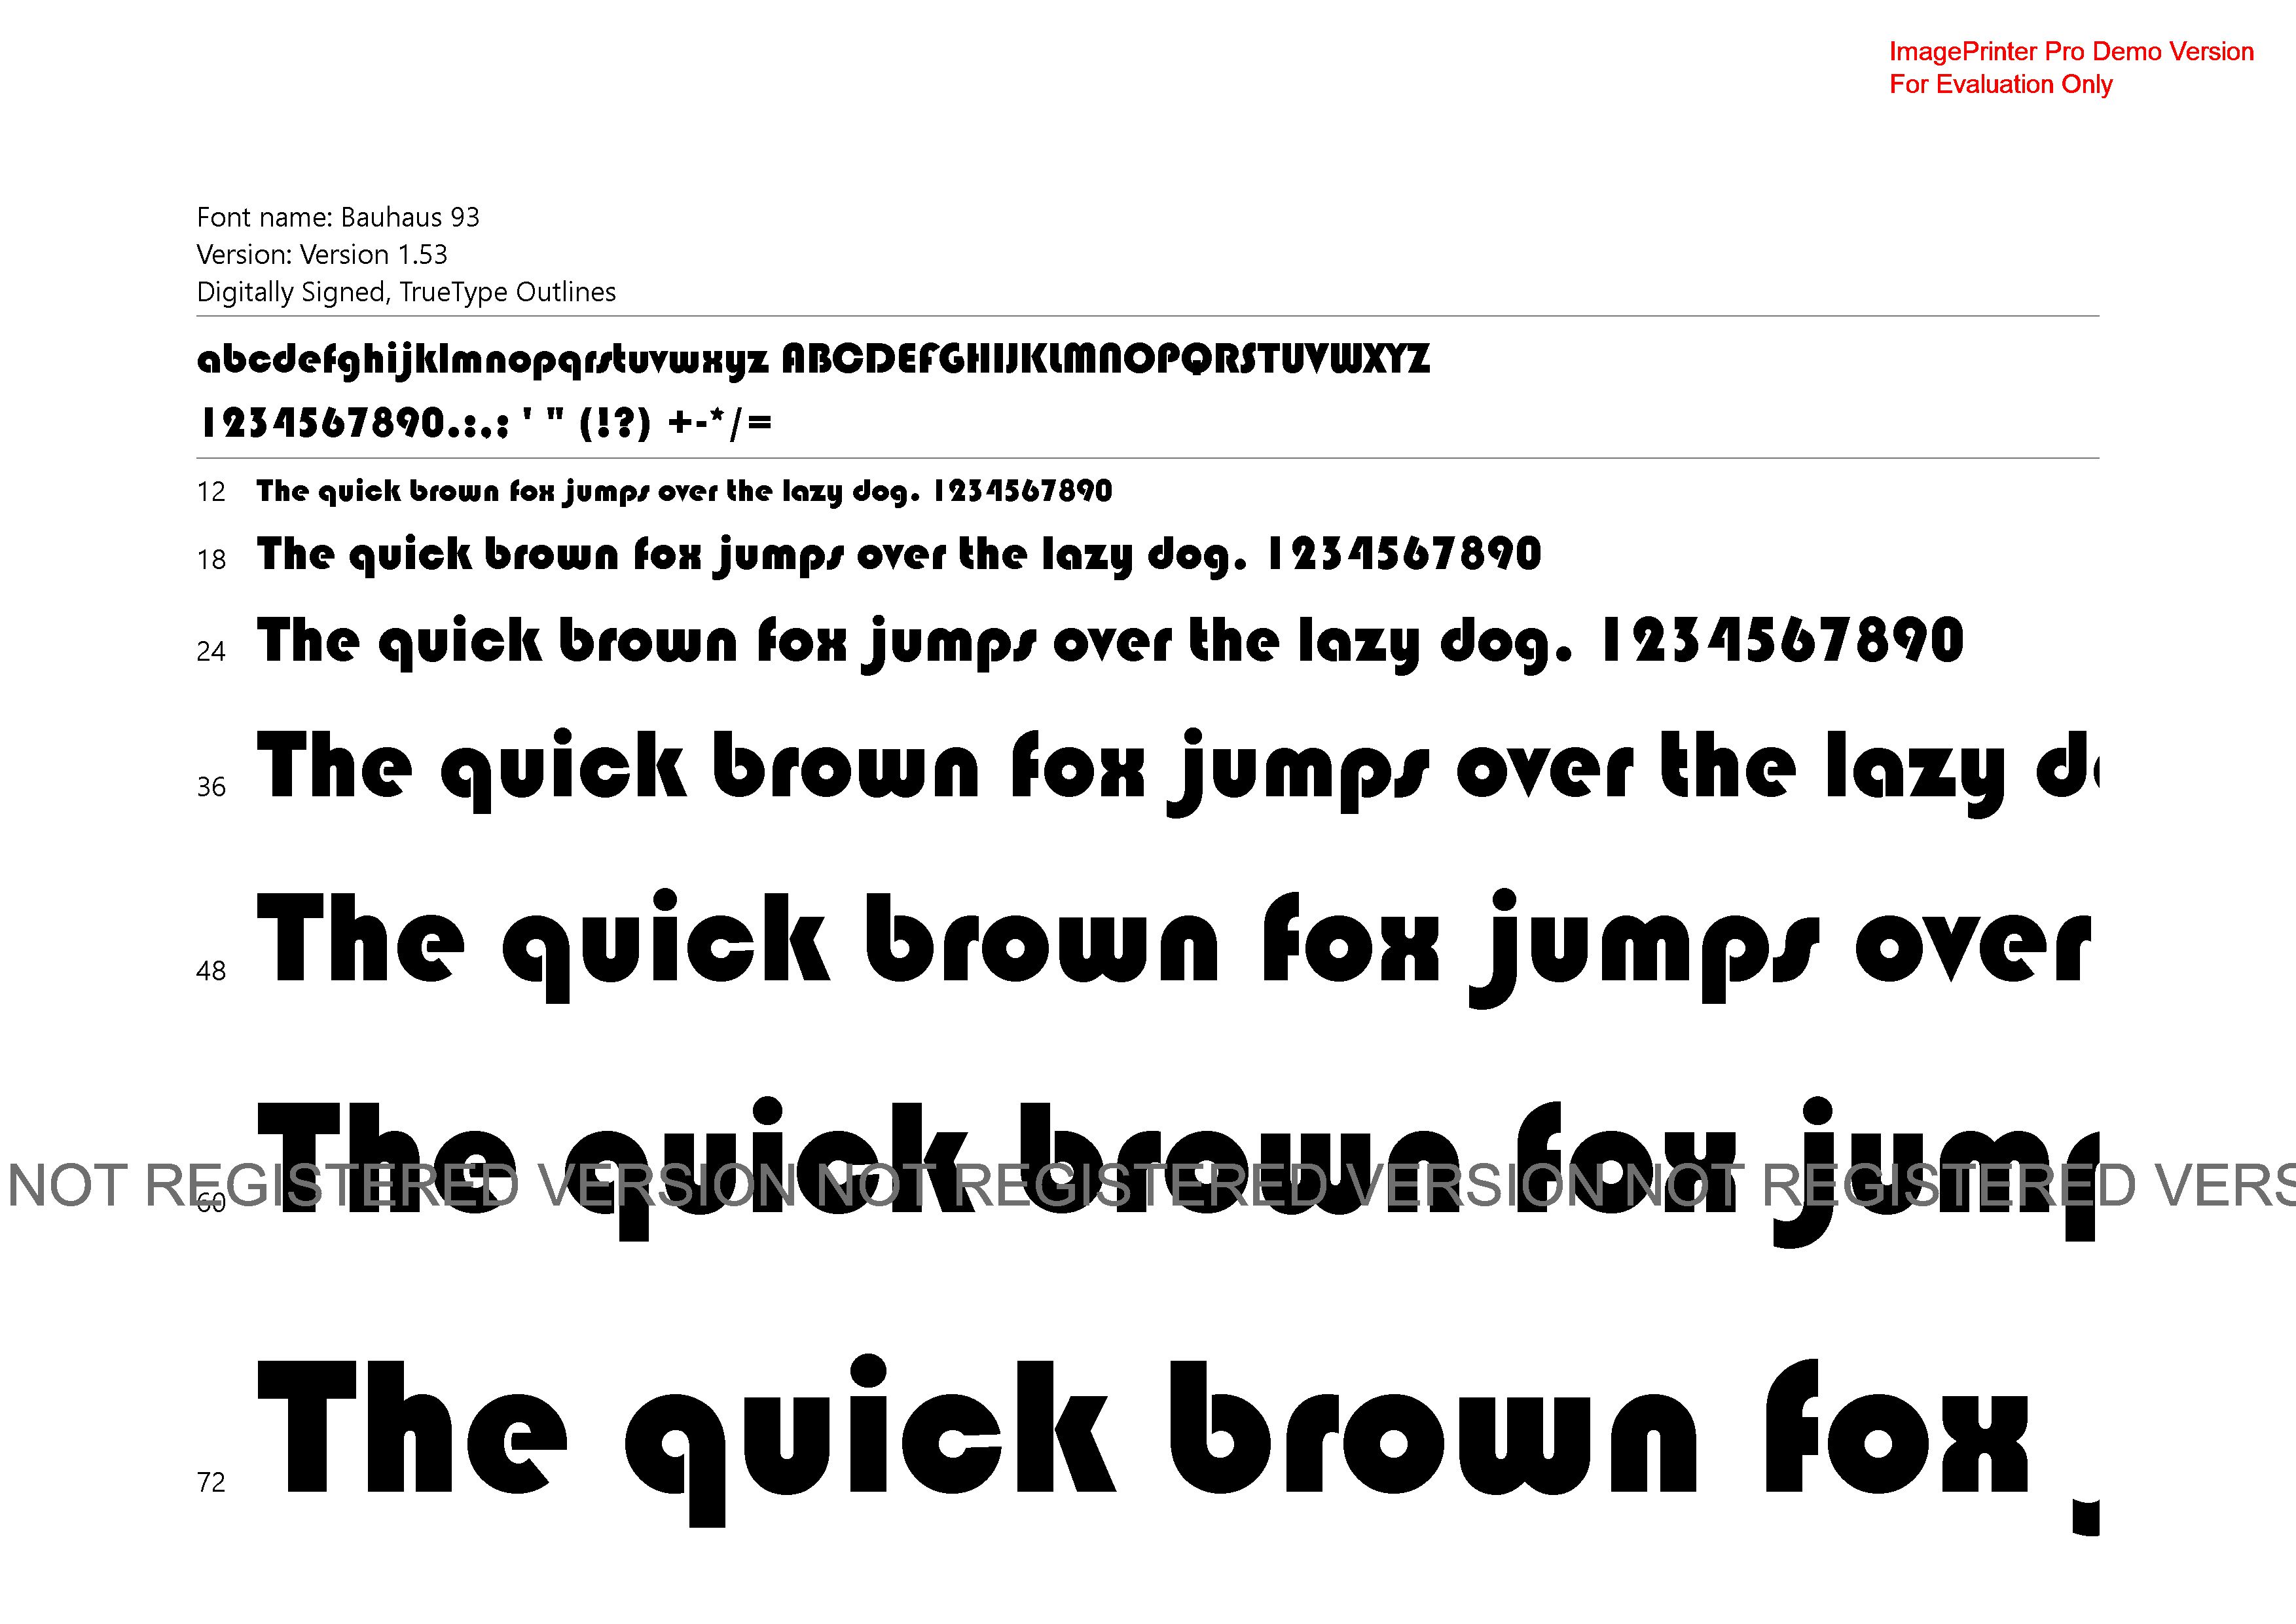 ImagePrinter Pro Demo Version
For Evaluation Only
Font name: Bauhaus 93
Version: Version 1.53
Digitally Signed, TrueType Outlines
abcdefghijklmnopqrstuvwxyz ABCDEFGHIJKLMNOPQRSTUVWXYZ
1234567890.:,; ' " (!?) +-*/=
12 The quick brown fox jumps over the lazy dog. 1234567890
18 The quick brown fox jumps over the lazy dog. 1234567890
24 The quick brown fox jumps over the lazy dog. 1234567890
36 The quick brown fox jumps over the lazy d
48 The quick brown fox jumps over
60 The quick brown fox jump
NOT REGISTERED VERSION NOT REGISTERED VERSION NOT REGISTERED VERS
72 The quick brown fox